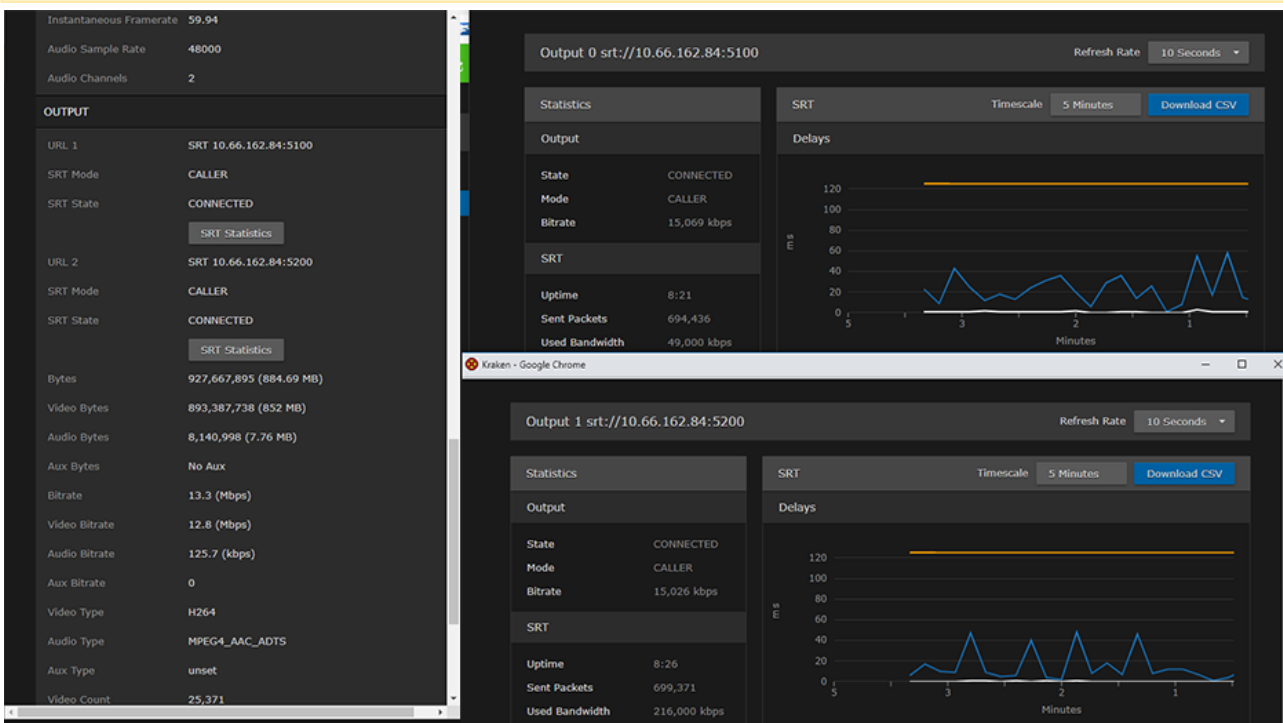 Instantaneous Framerate 59.94
Audio Sample Rate 48000
Audio Channels 2
OUTPUT
URL 1 SRT 10.66.162.84:5100
SRT Mode CALLER
SRT State CONNECTED
SRT Statistics
URL 2 SRT 10.66.162.84:5200
SRT Mode CALLER
SRT State CONNECTED
SRT Statistics
Bytes 927,667,895 (884.69 MB)
Video Bytes 893,387,738 (852 MB)
Audio Bytes 8,140,998 (7.76 MB)
Aux Bytes No Aux
Bitrate 13.3 (Mbps)
Video Bitrate 12.8 (Mbps)
Audio Bitrate 125.7 (kbps)
Aux Bitrate 0
Video Type H264
Audio Type MPEG4_AAC_ADTS
Aux Type unset
Video Count 25,371
Output 0 srt://10.66.162.84:5100
Refresh Rate 10 Seconds
Statistics
Output
State CONNECTED
Mode CALLER
Bitrate 15,069 kbps
SRT
Uptime 8:21
Sent Packets 694,436
Used Bandwidth 49,000 kbps
SRT Timescale 5 Minutes Download CSV
Delays
120
100
80
60
40
20
0
ms
5 3 2 1
Minutes
Kraken - Google Chrome
Output 1 srt://10.66.162.84:5200
Refresh Rate 10 Seconds
Statistics
Output
State CONNECTED
Mode CALLER
Bitrate 15,026 kbps
SRT
Uptime 8:26
Sent Packets 699,371
Used Bandwidth 216,000 kbps
SRT Timescale 5 Minutes Download CSV
Delays
120
100
80
60
40
20
0
ms
5 3 2 1
Minutes